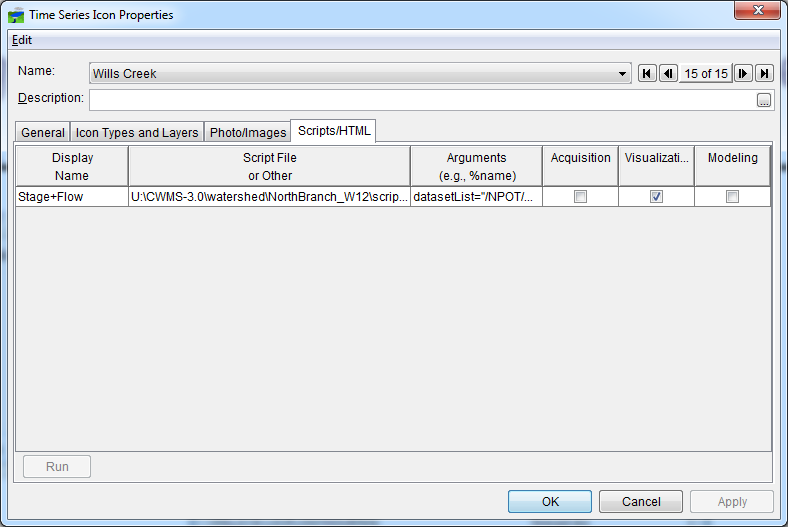 Time Series Icon Properties
Edit
Name: Wills Creek 15 of 15
Description: ...
General Icon Types and Layers Photo/Images Scripts/HTML
Display Script File Arguments Acquisition Visualizati... Modeling
Name or Other (e.g., %name)
Stage+Flow U:\CWMS-3.0\watershed\NorthBranch_W12\scrip... datasetList="/NPOT/...
Run
OK Cancel Apply